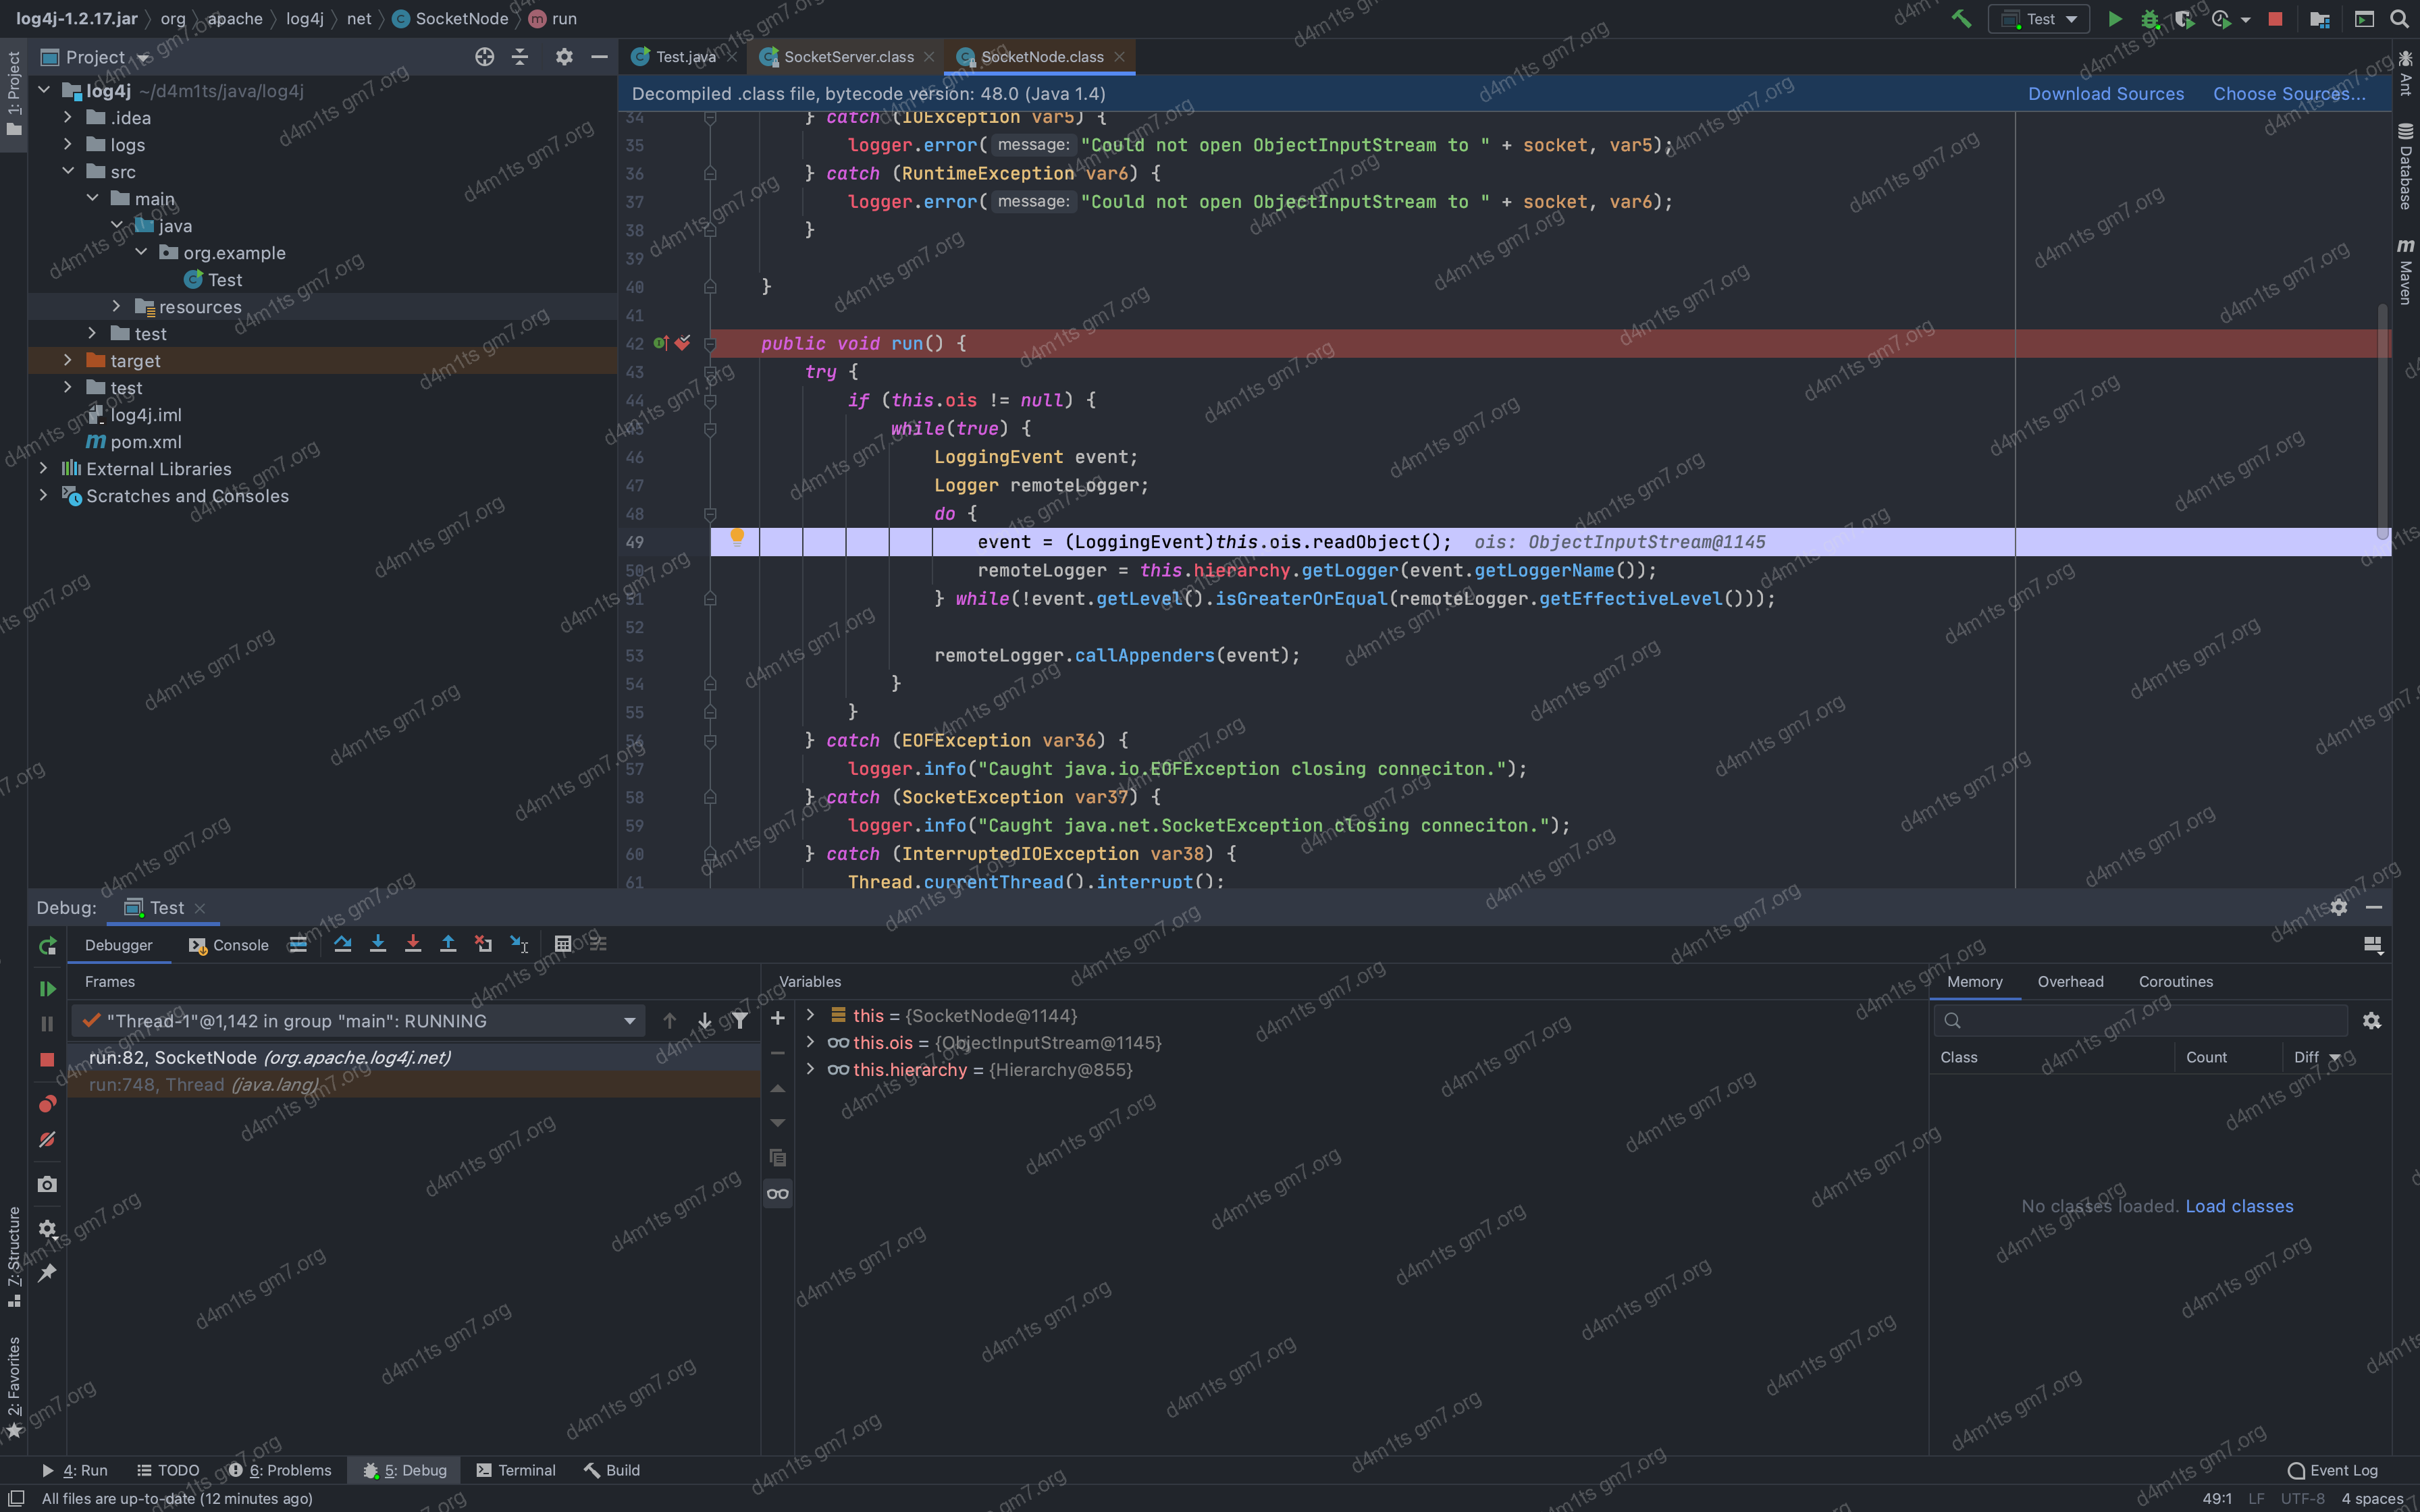 log4j-1.2.17.jar org apache log4j net SocketNode run
Test
1: Project
Project
Test.java
SocketServer.class
SocketNode.class
log4j ~/d4m1ts/java/log4j
.idea
logs
src
main
java
org.example
Test
resources
test
target
test
log4j.iml
pom.xml
External Libraries
Scratches and Consoles
Decompiled .class file, bytecode version: 48.0 (Java 1.4)
Download Sources
Choose Sources...
Ant
Database
Maven
34 } catch (IOException var5) {
35 logger.error( message: "Could not open ObjectInputStream to " + socket, var5);
36 } catch (RuntimeException var6) {
37 logger.error( message: "Could not open ObjectInputStream to " + socket, var6);
38 }
39
40 }
41
42 public void run() {
43 try {
44 if (this.ois != null) {
45 while(true) {
46 LoggingEvent event;
47 Logger remoteLogger;
48 do {
49 event = (LoggingEvent)this.ois.readObject(); ois: ObjectInputStream@1145
50 remoteLogger = this.hierarchy.getLogger(event.getLoggerName());
51 } while(!event.getLevel().isGreaterOrEqual(remoteLogger.getEffectiveLevel()));
52
53 remoteLogger.callAppenders(event);
54 }
55 }
56 } catch (EOFException var36) {
57 logger.info("Caught java.io.EOFException closing conneciton.");
58 } catch (SocketException var37) {
59 logger.info("Caught java.net.SocketException closing conneciton.");
60 } catch (InterruptedIOException var38) {
61 Thread.currentThread().interrupt();
Debug: Test
Debugger
Console
Frames
"Thread-1"@1,142 in group "main": RUNNING
run:82, SocketNode (org.apache.log4j.net)
run:748, Thread (java.lang)
Variables
this = {SocketNode@1144}
this.ois = {ObjectInputStream@1145}
this.hierarchy = {Hierarchy@855}
Memory
Overhead
Coroutines
Class
Count
Diff
No classes loaded. Load classes
7: Structure
2: Favorites
4: Run
TODO
6: Problems
5: Debug
Terminal
Build
Event Log
All files are up-to-date (12 minutes ago)
49:1
LF
UTF-8
4 spaces
d4m1ts gm7.org